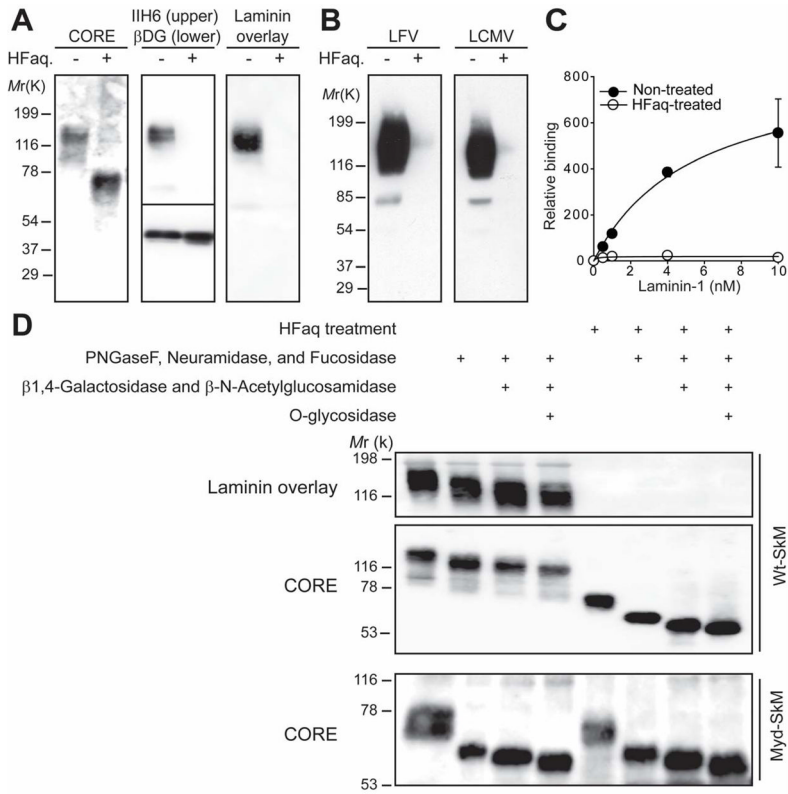 A
CORE
IIH6 (upper)
βDG (lower)
Laminin
overlay
HFaq. - + - + - +
Mr(K)
199
116
78
54
37
29
B
LFV LCMV
HFaq. - + - +
Mr(K)
199
116
85
54
37
29
C
Non-treated
HFaq-treated
Relative binding
800
600
400
200
0
0 2 4 6 8 10
Laminin-1 (nM)
D
HFaq treatment + + + +
PNGaseF, Neuramidase, and Fucosidase + + + + + +
β1,4-Galactosidase and β-N-Acetylglucosamidase + + + +
O-glycosidase + +
Mr (k)
198
116
Laminin overlay
116
78
53
CORE
Wt-SkM
116
78
53
CORE
Myd-SkM